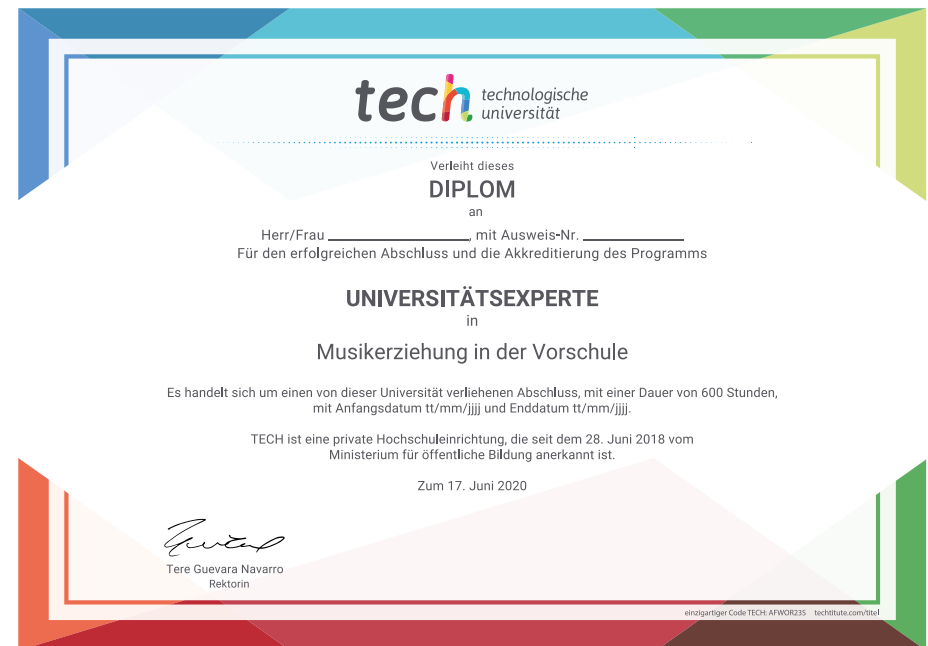 tech technologische
universität
Verleiht dieses
DIPLOM
an
Herr/Frau ____________, mit Ausweis-Nr. ____________
Für den erfolgreichen Abschluss und die Akkreditierung des Programms
UNIVERSITÄTSEXPERTE
in
Musikerziehung in der Vorschule
Es handelt sich um einen von dieser Universität verliehenen Abschluss, mit einer Dauer von 600 Stunden,
mit Anfangsdatum tt/mm/jjjj und Enddatum tt/mm/jjjj.
TECH ist eine private Hochschuleinrichtung, die seit dem 28. Juni 2018 vom
Ministerium für öffentliche Bildung anerkannt ist.
Zum 17. Juni 2020
Tere Guevara Navarro
Rektorin
einzigartiger Code TECH: AFWOR23S techtitute.com/titel